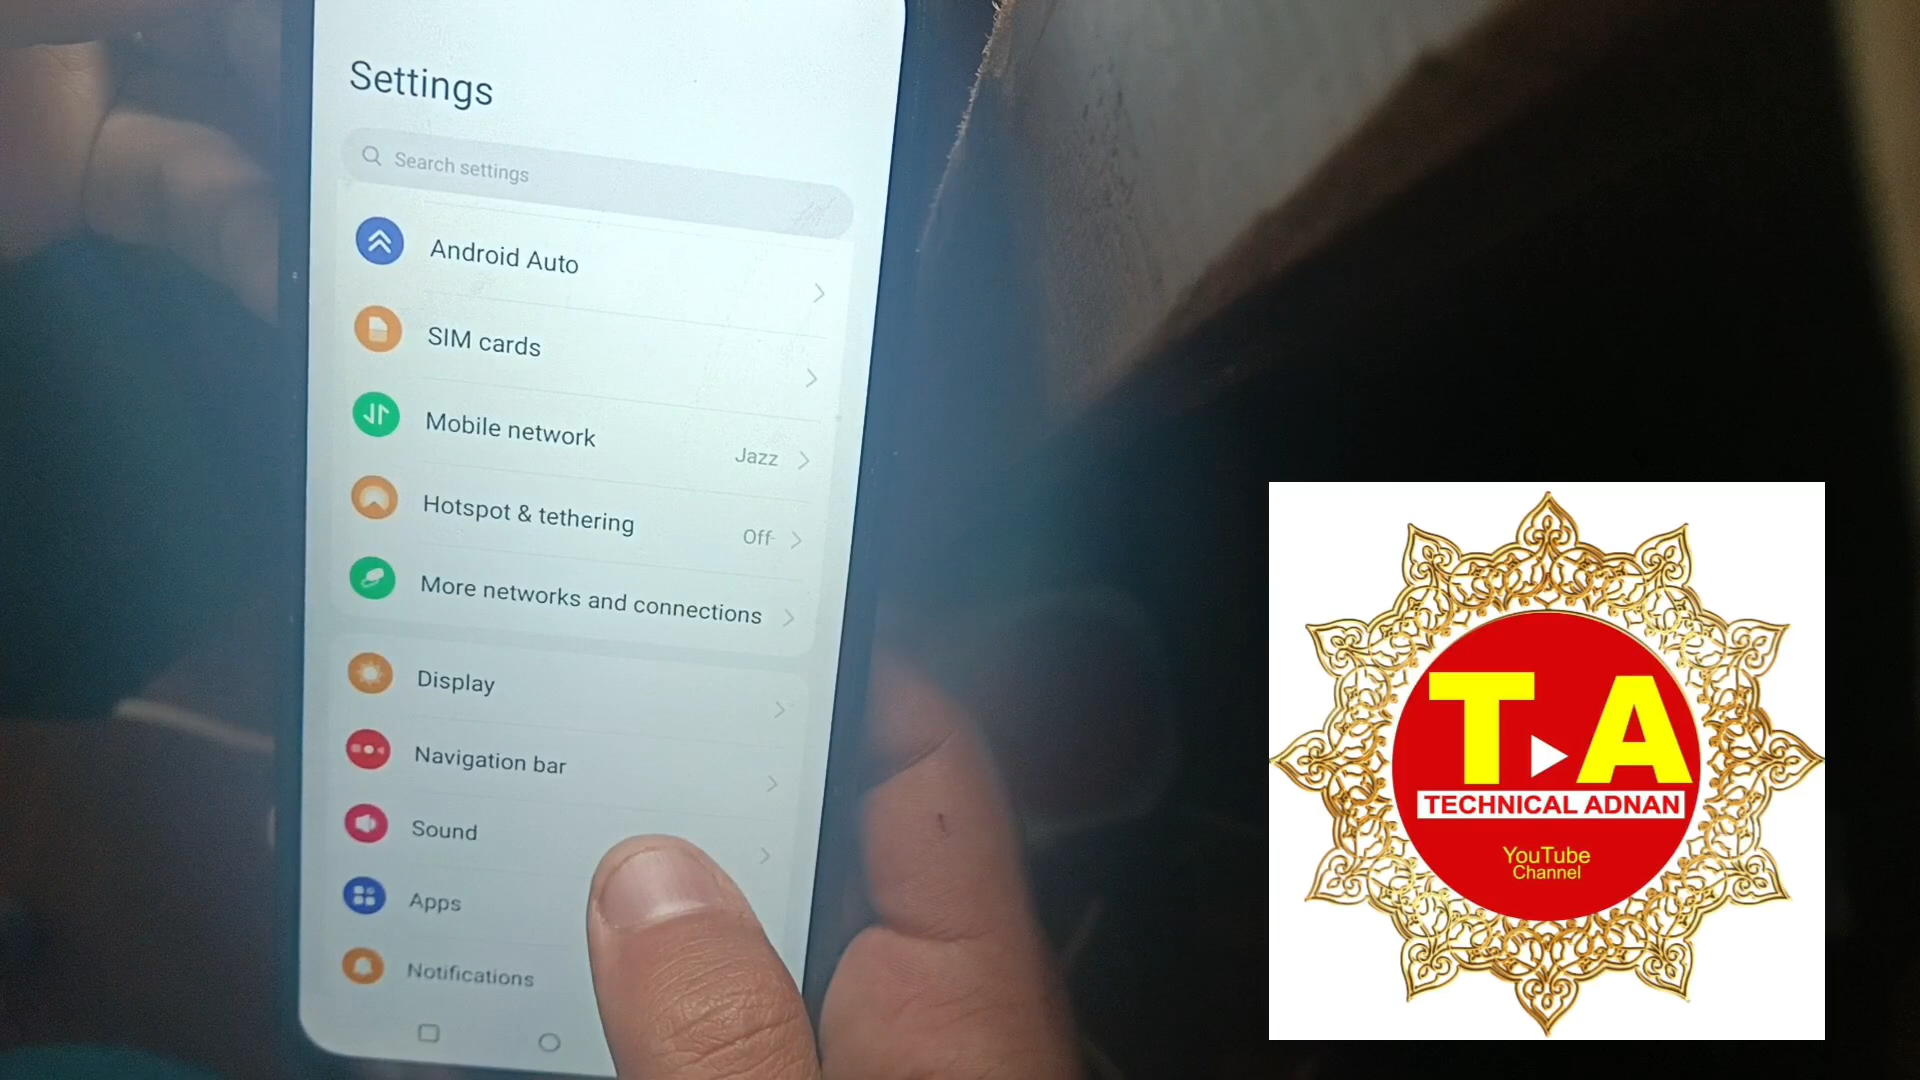 Settings
Search settings
Android Auto
SIM cards
Mobile network
Jazz
Hotspot & tethering
Off
More networks and connections
Display
Navigation bar
Sound
Apps
Notifications
T A
TECHNICAL ADNAN
YouTube
Channel